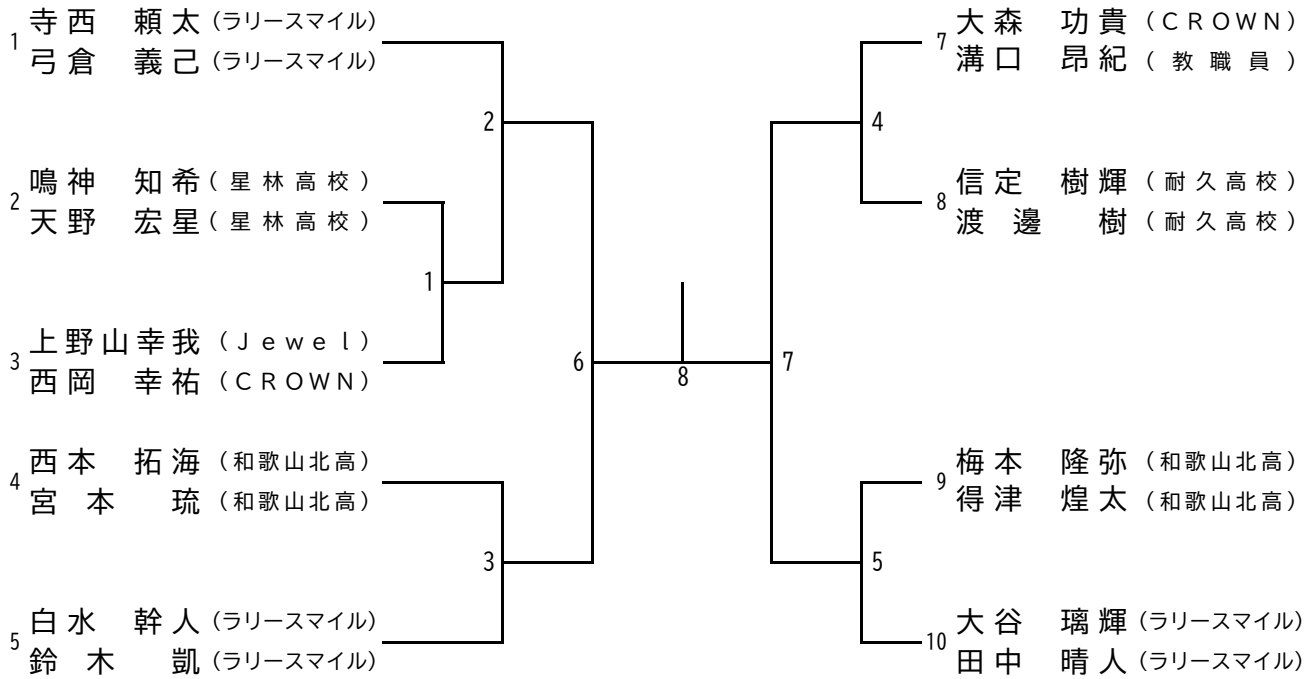 1
寺西 頼太 (ラリースマイル)
弓倉 義己 (ラリースマイル)
2
2
鳴神 知希 (星林高校)
天野 宏星 (星林高校)
1
3
上野山幸我 (Jewel)
西岡 幸祐 (CROWN)
6
4
西本 拓海 (和歌山北高)
宮本 琉 (和歌山北高)
3
5
白水 幹人 (ラリースマイル)
鈴木 凱 (ラリースマイル)
8
7
大森 功貴 (CROWN)
溝口 昂紀 (教職員)
4
8
信定 樹輝 (耐久高校)
渡邊 樹 (耐久高校)
7
9
梅本 隆弥 (和歌山北高)
得津 煌太 (和歌山北高)
5
10
大谷 璃輝 (ラリースマイル)
田中 晴人 (ラリースマイル)